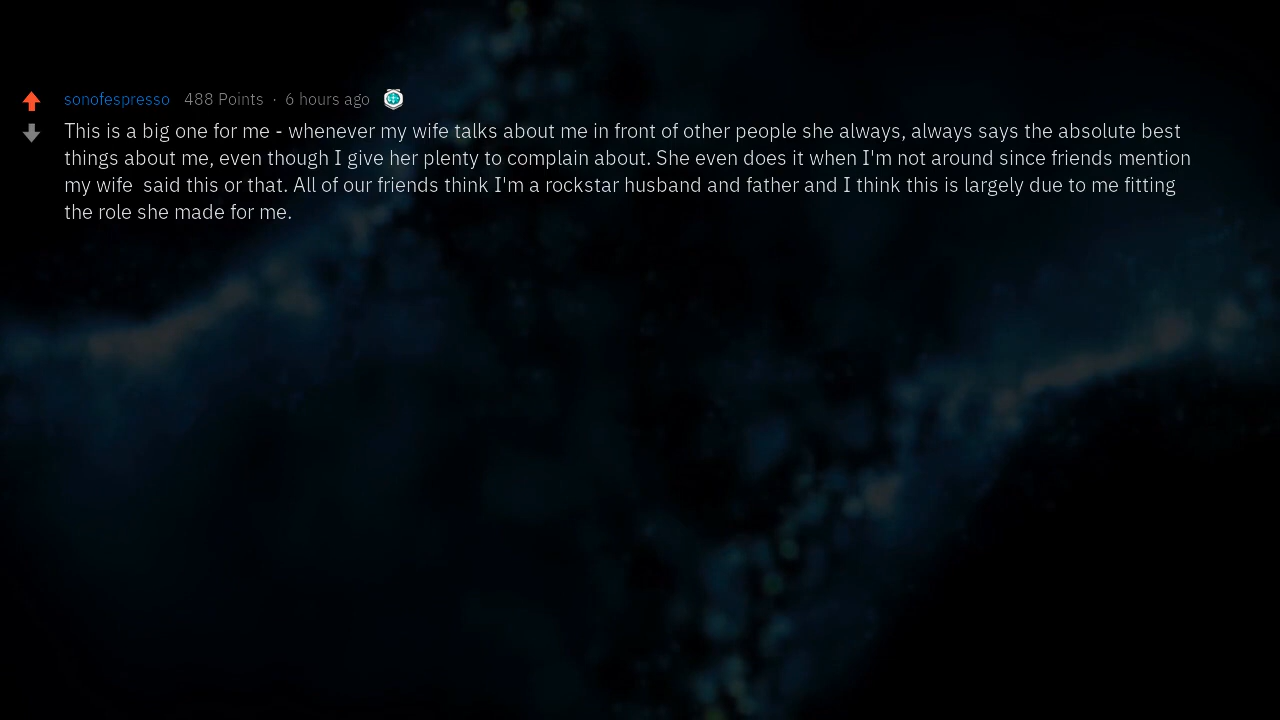 sonofespresso 488 Points · 6 hours ago
This is a big one for me - whenever my wife talks about me in front of other people she always, always says the absolute best
things about me, even though I give her plenty to complain about. She even does it when I'm not around since friends mention
my wife  said this or that. All of our friends think I'm a rockstar husband and father and I think this is largely due to me fitting
the role she made for me.